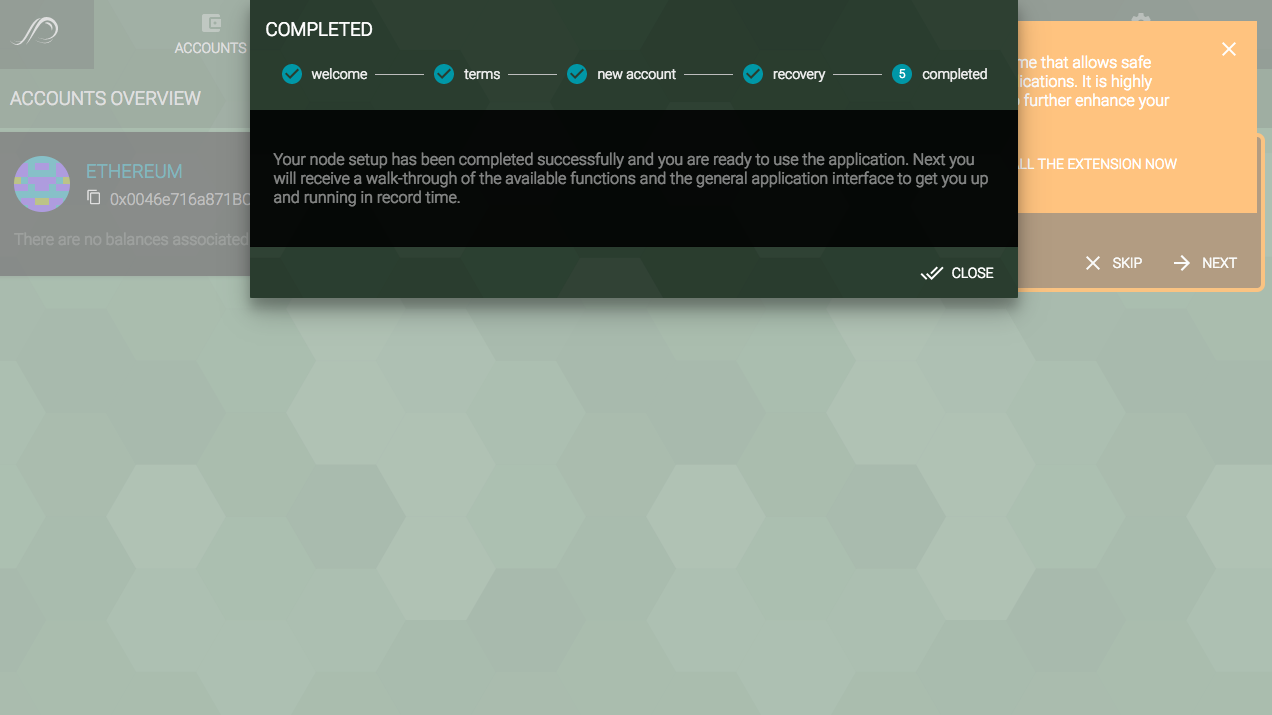 COMPLETED
welcome
terms
new account
recovery
5
completed
ACCOUNTS
ACCOUNTS OVERVIEW
ETHEREUM
0x0046e716a871BC
There are no balances associated
Your node setup has been completed successfully and you are ready to use the application. Next you
will receive a walk-through of the available functions and the general application interface to get you up
and running in record time.
CLOSE
me that allows safe
ications. It is highly
further enhance your
ALL THE EXTENSION NOW
SKIP
NEXT